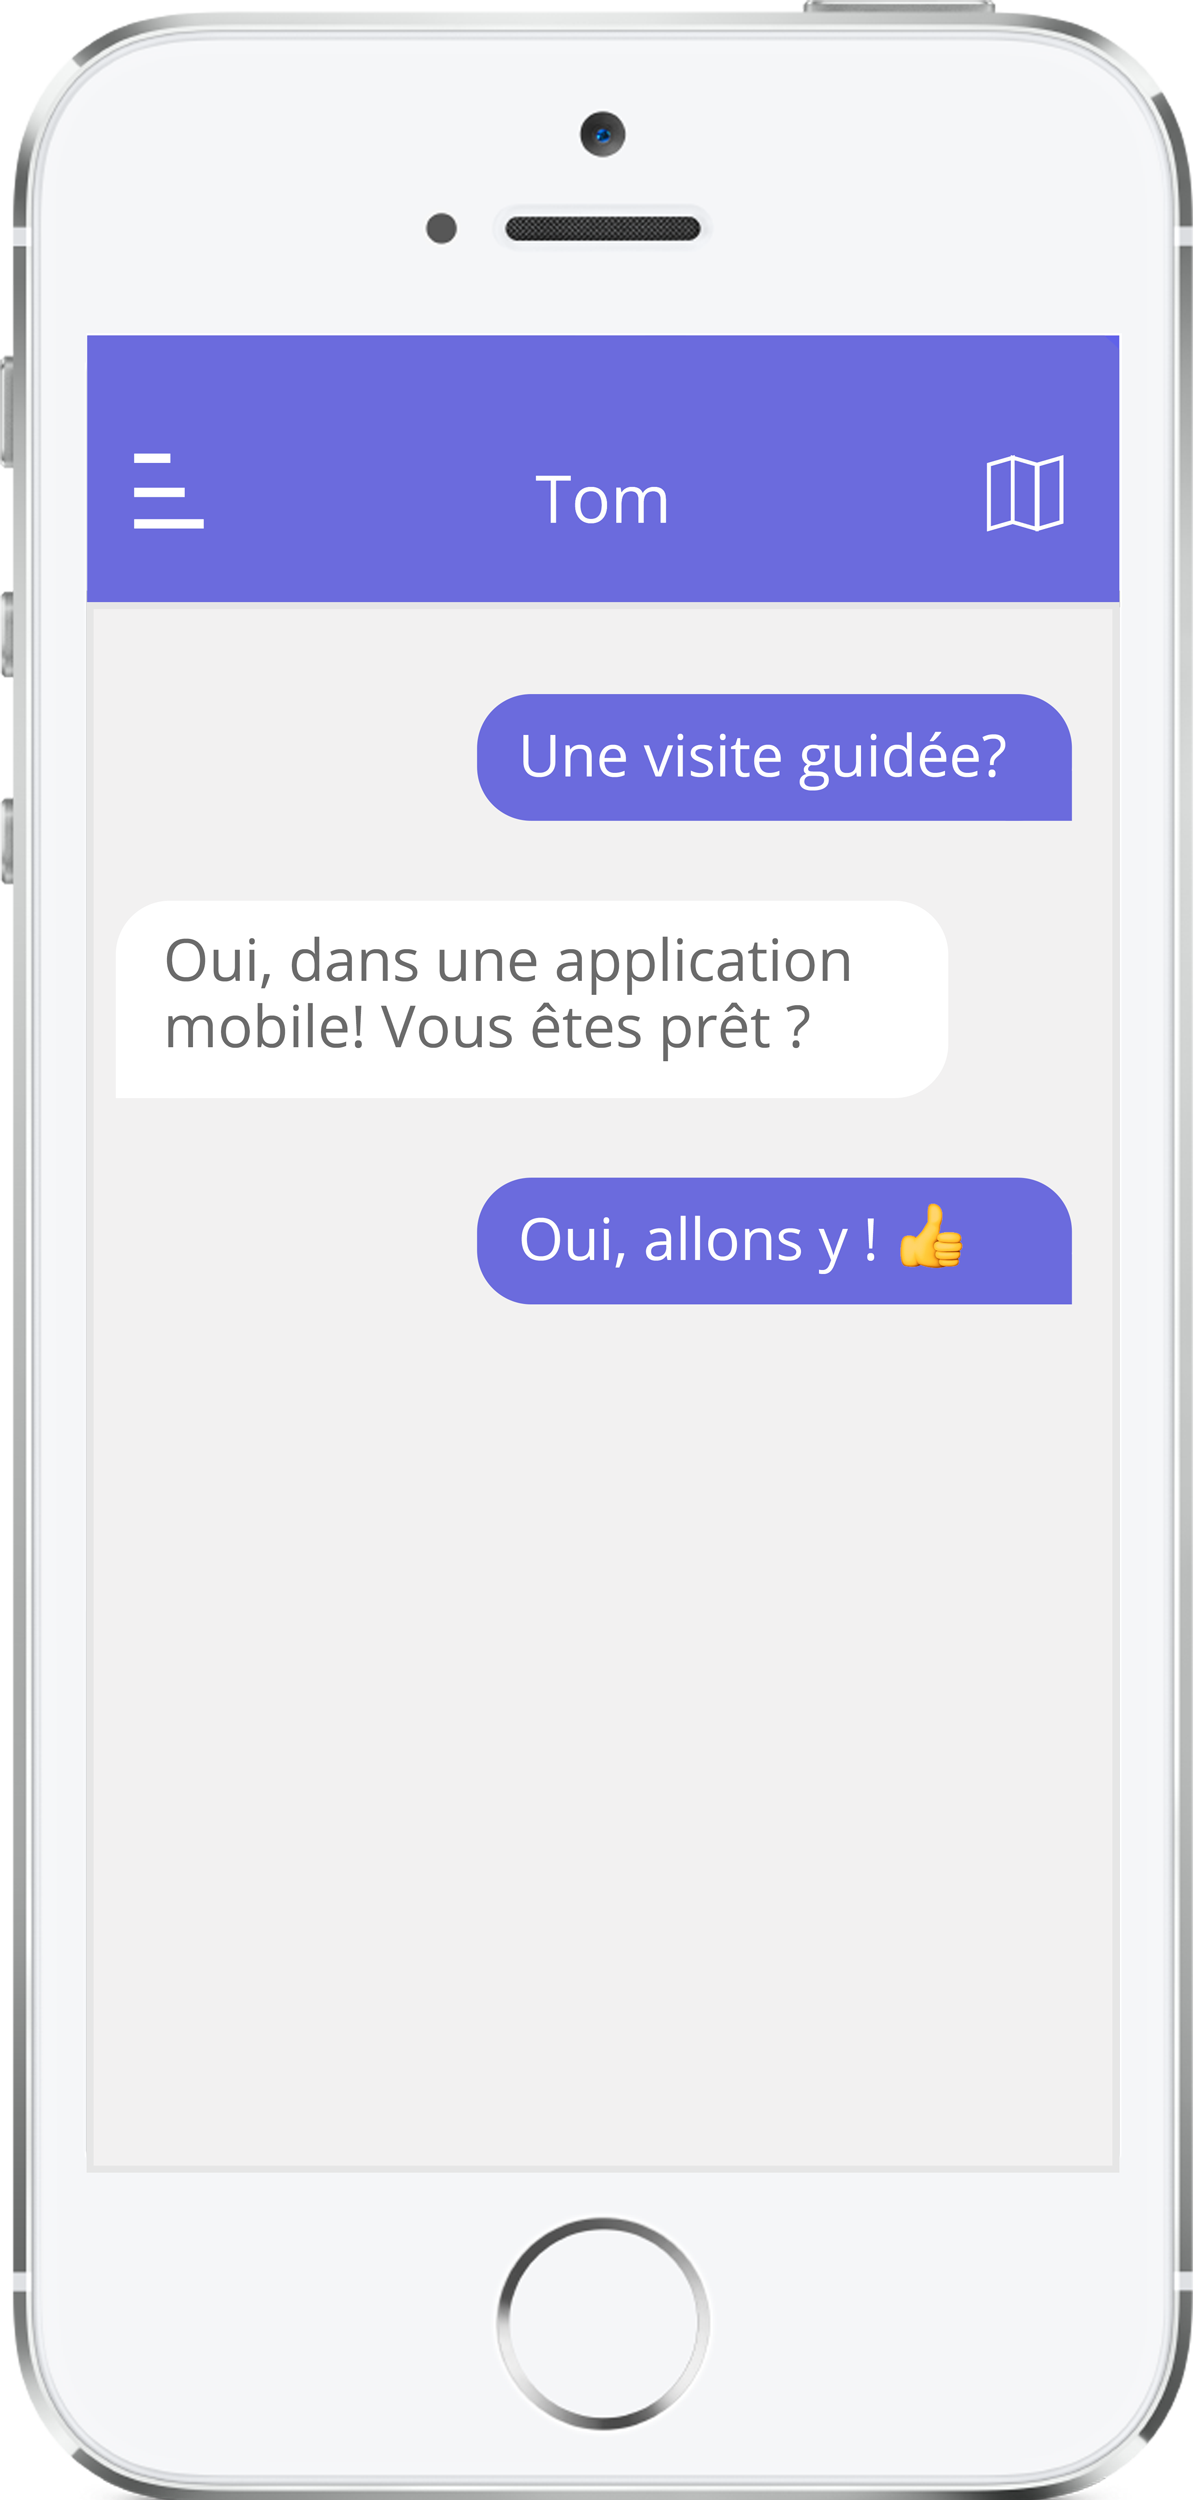 Tom
Une visite guidée?
Oui, dans une application
mobile! Vous êtes prêt ?
Oui, allons y ! 👍